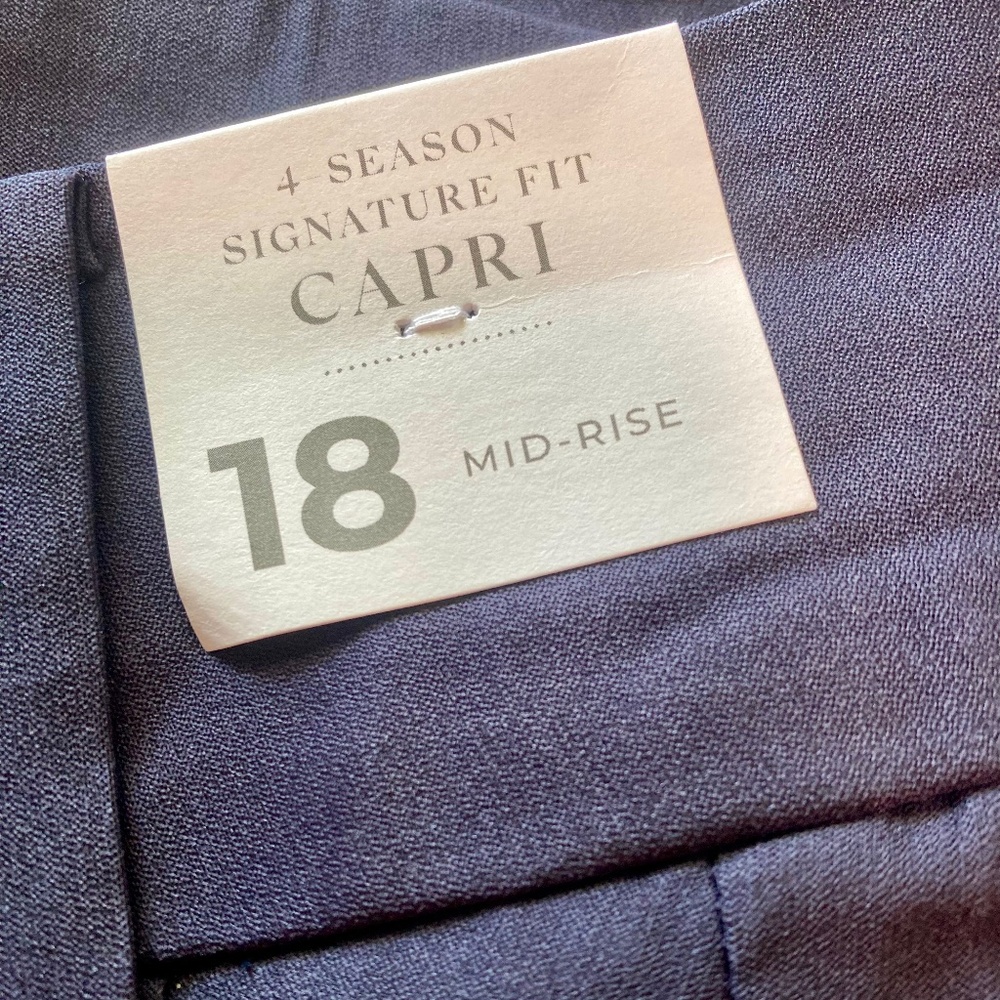 4 SEASON
SIGNATURE FIT
CAPRI
18 MID-RISE